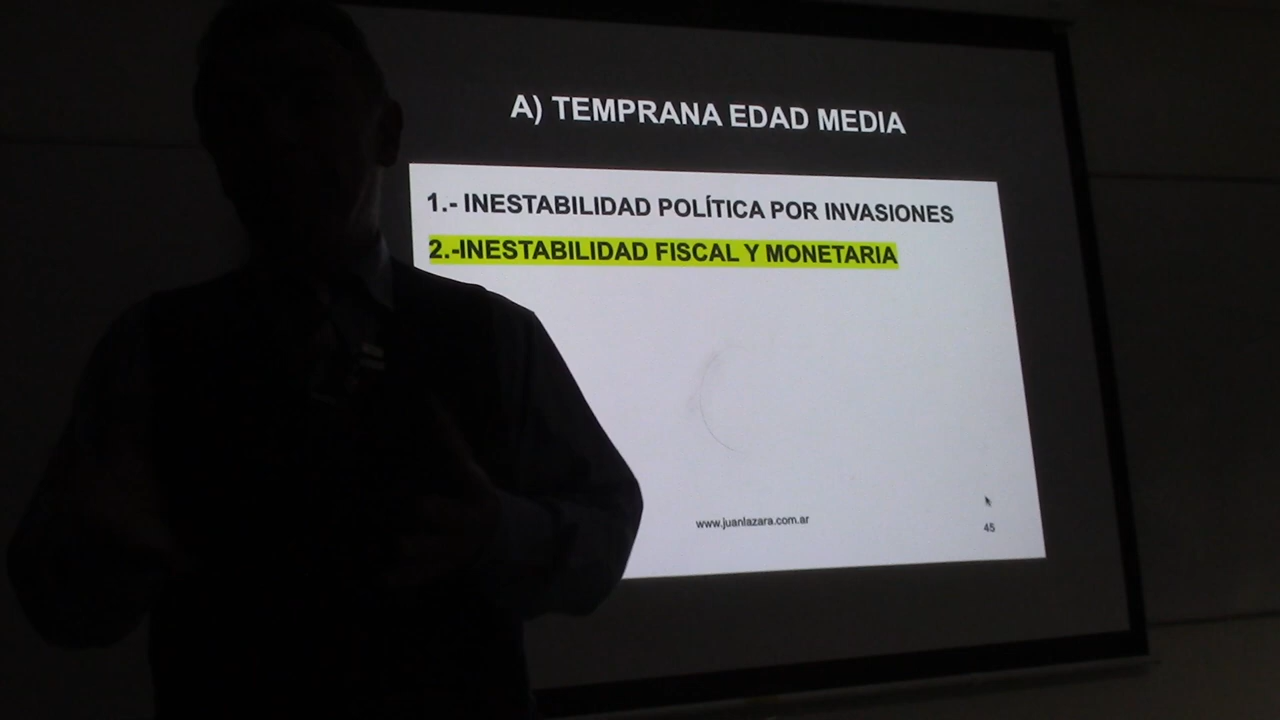 A) TEMPRANA EDAD MEDIA
1.- INESTABILIDAD POLÍTICA POR INVASIONES
2.-INESTABILIDAD FISCAL Y MONETARIA
www.juanlazara.com.ar
45